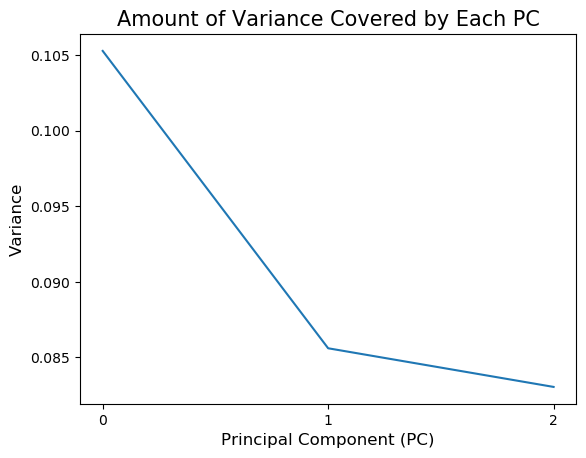 Amount of Variance Covered by Each PC
0.105
0.100
0.095
0.090
0.085
Variance
0
1
2
Principal Component (PC)